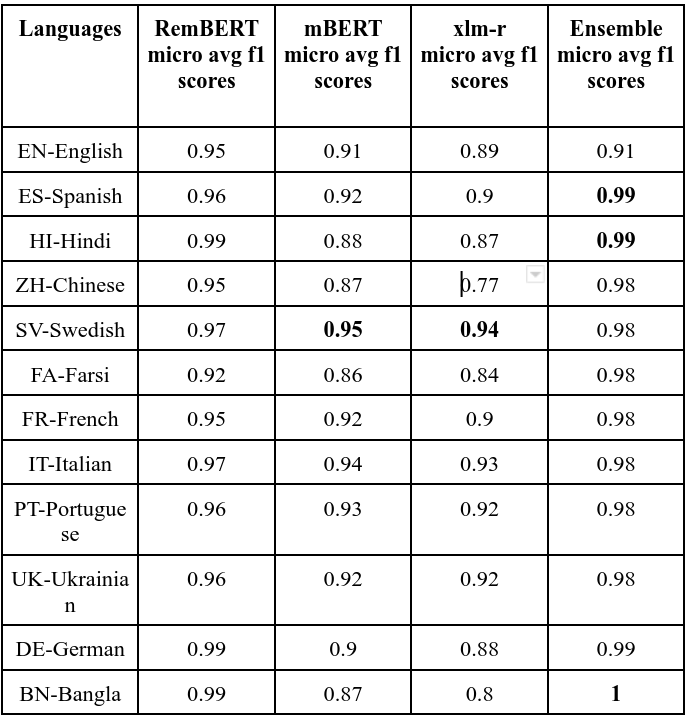 Languages RemBERT micro avg f1 scores mBERT micro avg f1 scores xlm-r micro avg f1 scores Ensemble micro avg f1 scores
EN-English 0.95 0.91 0.89 0.91
ES-Spanish 0.96 0.92 0.9 0.99
HI-Hindi 0.99 0.88 0.87 0.99
ZH-Chinese 0.95 0.87 0.77 0.98
SV-Swedish 0.97 0.95 0.94 0.98
FA-Farsi 0.92 0.86 0.84 0.98
FR-French 0.95 0.92 0.9 0.98
IT-Italian 0.97 0.94 0.93 0.98
PT-Portugue 0.96 0.93 0.92 0.98
se
UK-Ukrainia 0.96 0.92 0.92 0.98
n
DE-German 0.99 0.9 0.88 0.99
BN-Bangla 0.99 0.87 0.8 1